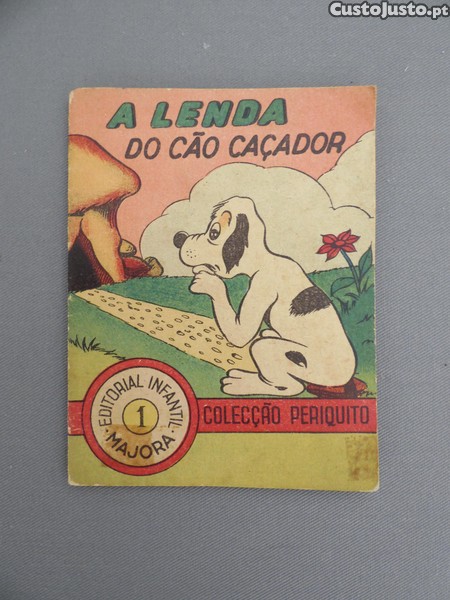 CustoJusto.pt
A LENDA
DO CÃO CAÇADOR
EDITORIAL INFANTIL
1
· MAJORA ·
COLECÇÃO PERIQUITO